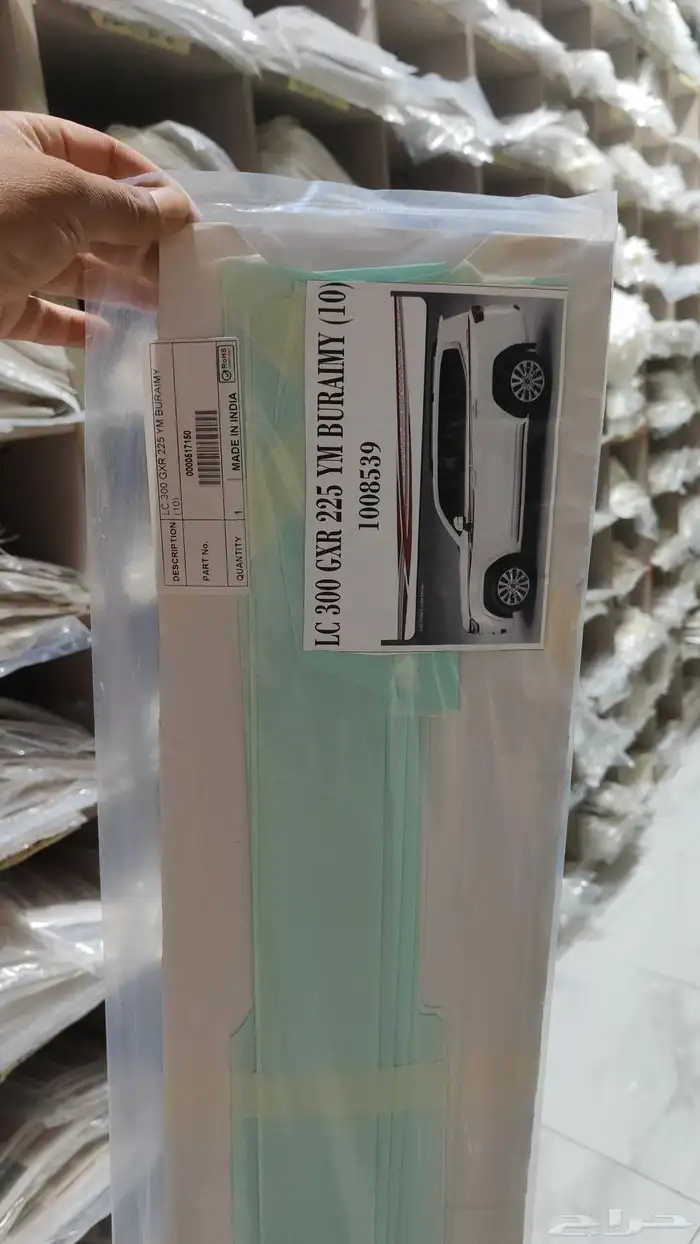 DESCRIPTION LC 300 GXR 225 YM BURAIMY (10)
PART No. 0000517150
QUANTITY 1 MADE IN INDIA
RoHS
LC 300 GXR 225 YM BURAIMY (10)
1008539
حراج